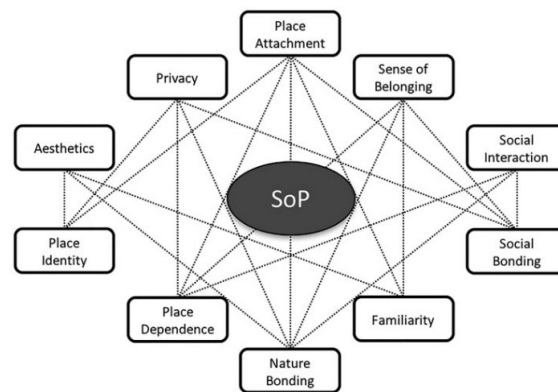 Place
Attachment
Privacy
Sense of
Belonging
Aesthetics
Social
Interaction
SoP
Place
Identity
Social
Bonding
Place
Dependence
Familiarity
Nature
Bonding